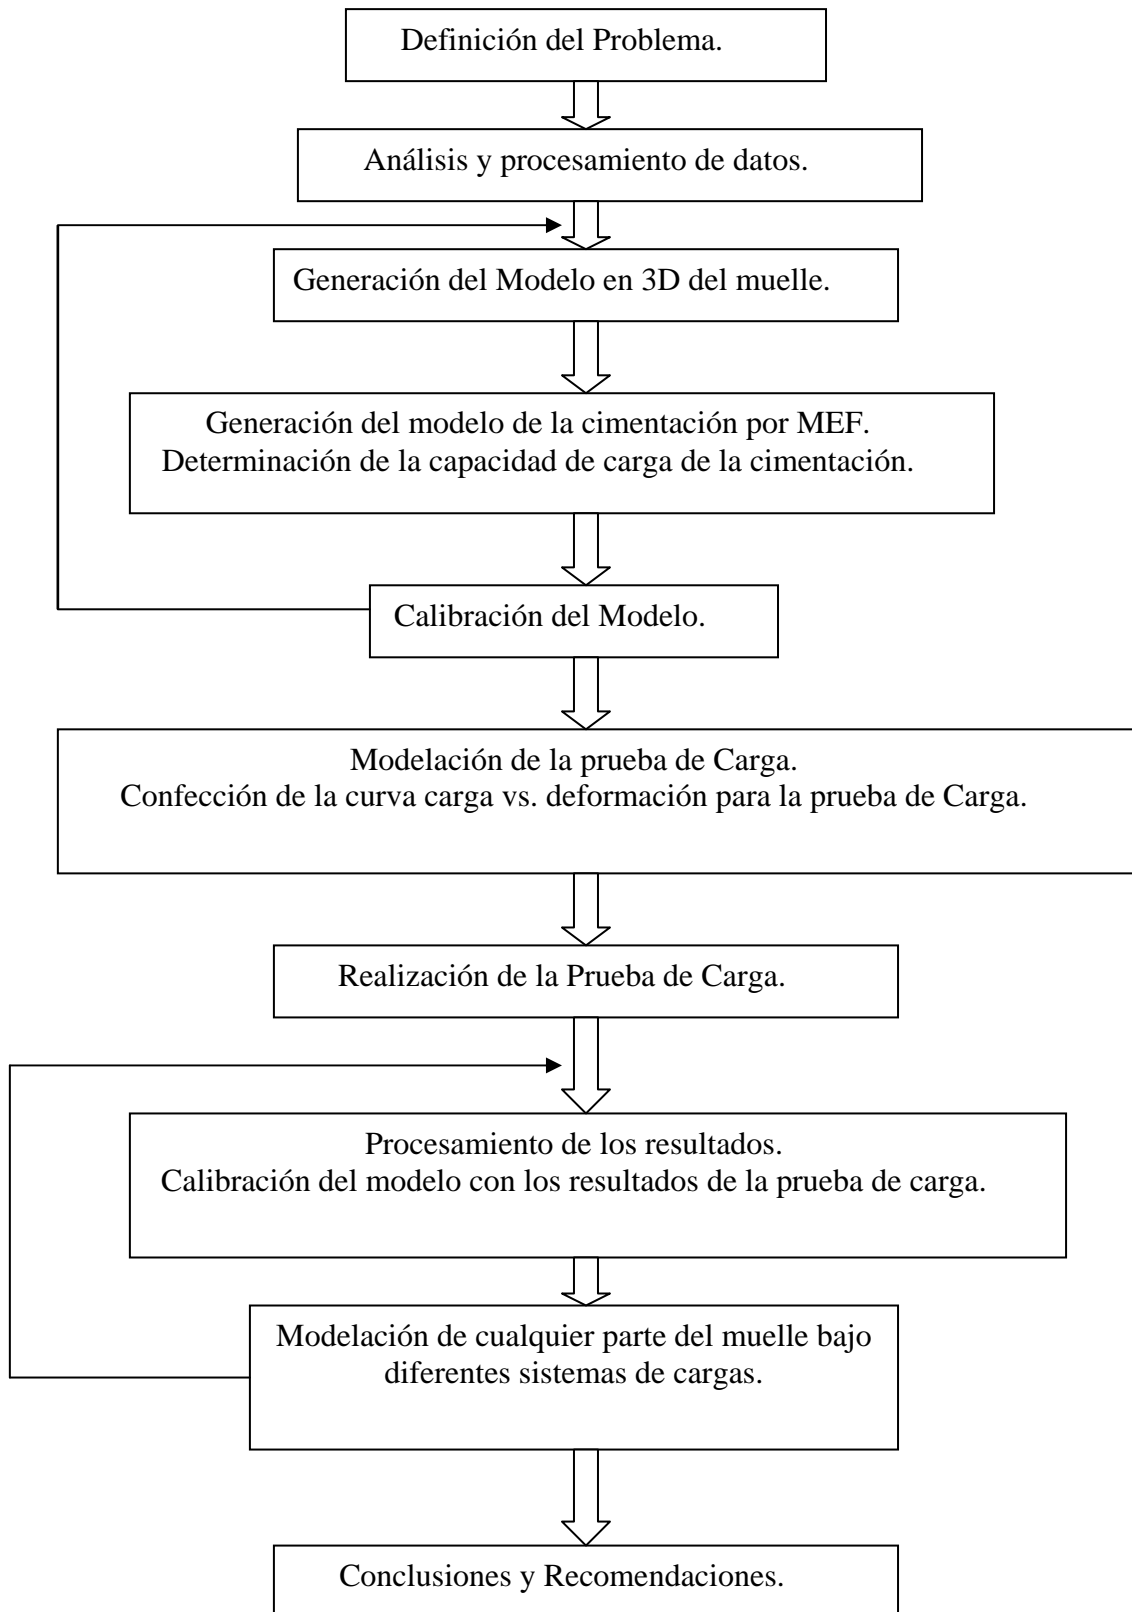 Definición del Problema.
Análisis y procesamiento de datos.
Generación del Modelo en 3D del muelle.
Generación del modelo de la cimentación por MEF.
Determinación de la capacidad de carga de la cimentación.
Calibración del Modelo.
Modelación de la prueba de Carga.
Confección de la curva carga vs. deformación para la prueba de Carga.
Realización de la Prueba de Carga.
Procesamiento de los resultados.
Calibración del modelo con los resultados de la prueba de carga.
Modelación de cualquier parte del muelle bajo
diferentes sistemas de cargas.
Conclusiones y Recomendaciones.